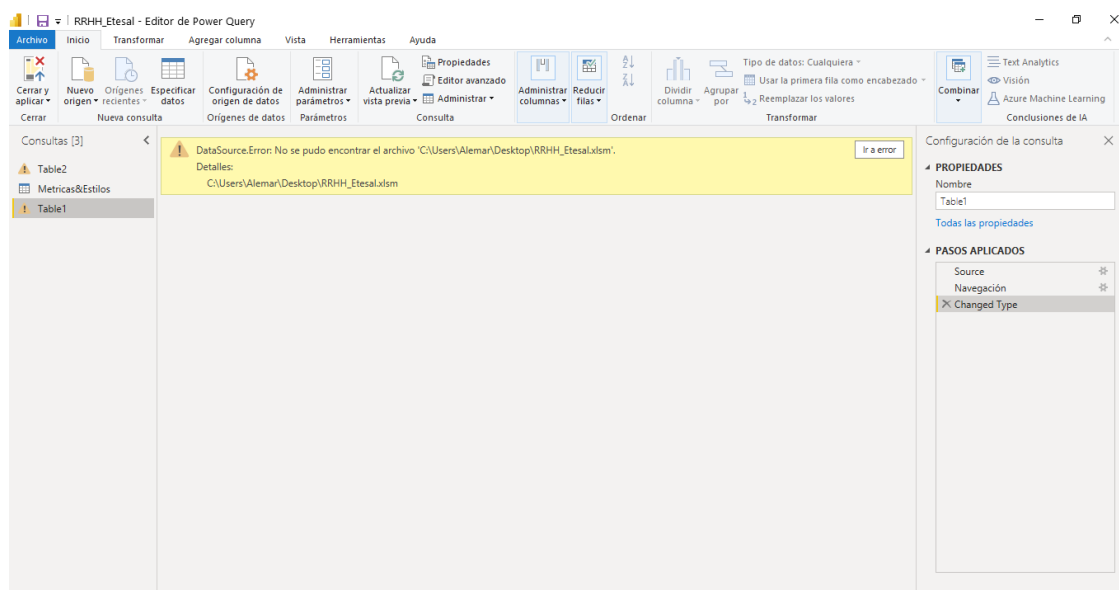 RRHH_Etesal - Editor de Power Query
Archivo Inicio Transformar Agregar columna Vista Herramientas Ayuda
Cerrar y aplicar
Nuevo origen
Orígenes recientes
Especificar datos
Configuración de origen de datos
Administrar parámetros
Actualizar vista previa
Propiedades
Editor avanzado
Administrar
Administrar columnas
Reducir filas
Dividir columna
Agrupar por
Tipo de datos: Cualquiera
Usar la primera fila como encabezado
Reemplazar los valores
Combinar
Text Analytics
Visión
Azure Machine Learning
Cerrar Nueva consulta Orígenes de datos Parámetros Consulta Ordenar Transformar Conclusiones de IA
Consultas [3]
Table2
Metricas&Estilos
Table1
DataSource.Error: No se pudo encontrar el archivo 'C:\Users\Alemar\Desktop\RRHH_Etesal.xlsm'.
Ir a error
Detalles:
C:\Users\Alemar\Desktop\RRHH_Etesal.xlsm
Configuración de la consulta
PROPIEDADES
Nombre
Table1
Todas las propiedades
PASOS APLICADOS
Source
Navegación
Changed Type